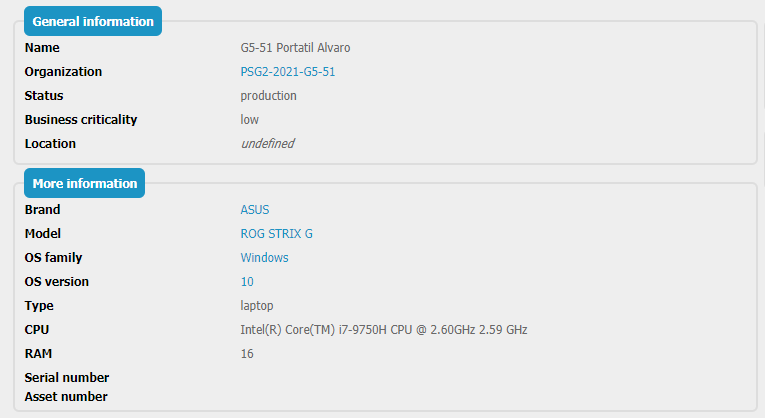 General information
Name G5-51 Portatil Alvaro
Organization PSG2-2021-G5-51
Status production
Business criticality low
Location undefined
More information
Brand ASUS
Model ROG STRIX G
OS family Windows
OS version 10
Type laptop
CPU Intel(R) Core(TM) i7-9750H CPU @ 2.60GHz 2.59 GHz
RAM 16
Serial number
Asset number